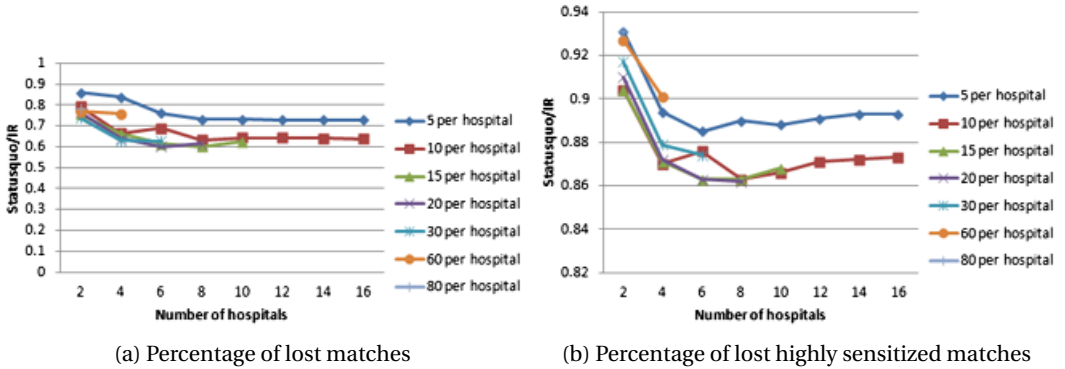 1
0.9
0.8
0.7
0.6
0.5
0.4
0.3
0.2
0.1
0
Statusquo/IR
2 4 6 8 10 12 14 16
Number of hospitals
5 per hospital
10 per hospital
15 per hospital
20 per hospital
30 per hospital
60 per hospital
80 per hospital
(a) Percentage of lost matches
0.94
0.92
0.9
0.88
0.86
0.84
0.82
Statusquo/IR
2 4 6 8 10 12 14 16
Number of hospitals
5 per hospital
10 per hospital
15 per hospital
20 per hospital
30 per hospital
60 per hospital
80 per hospital
(b) Percentage of lost highly sensitized matches